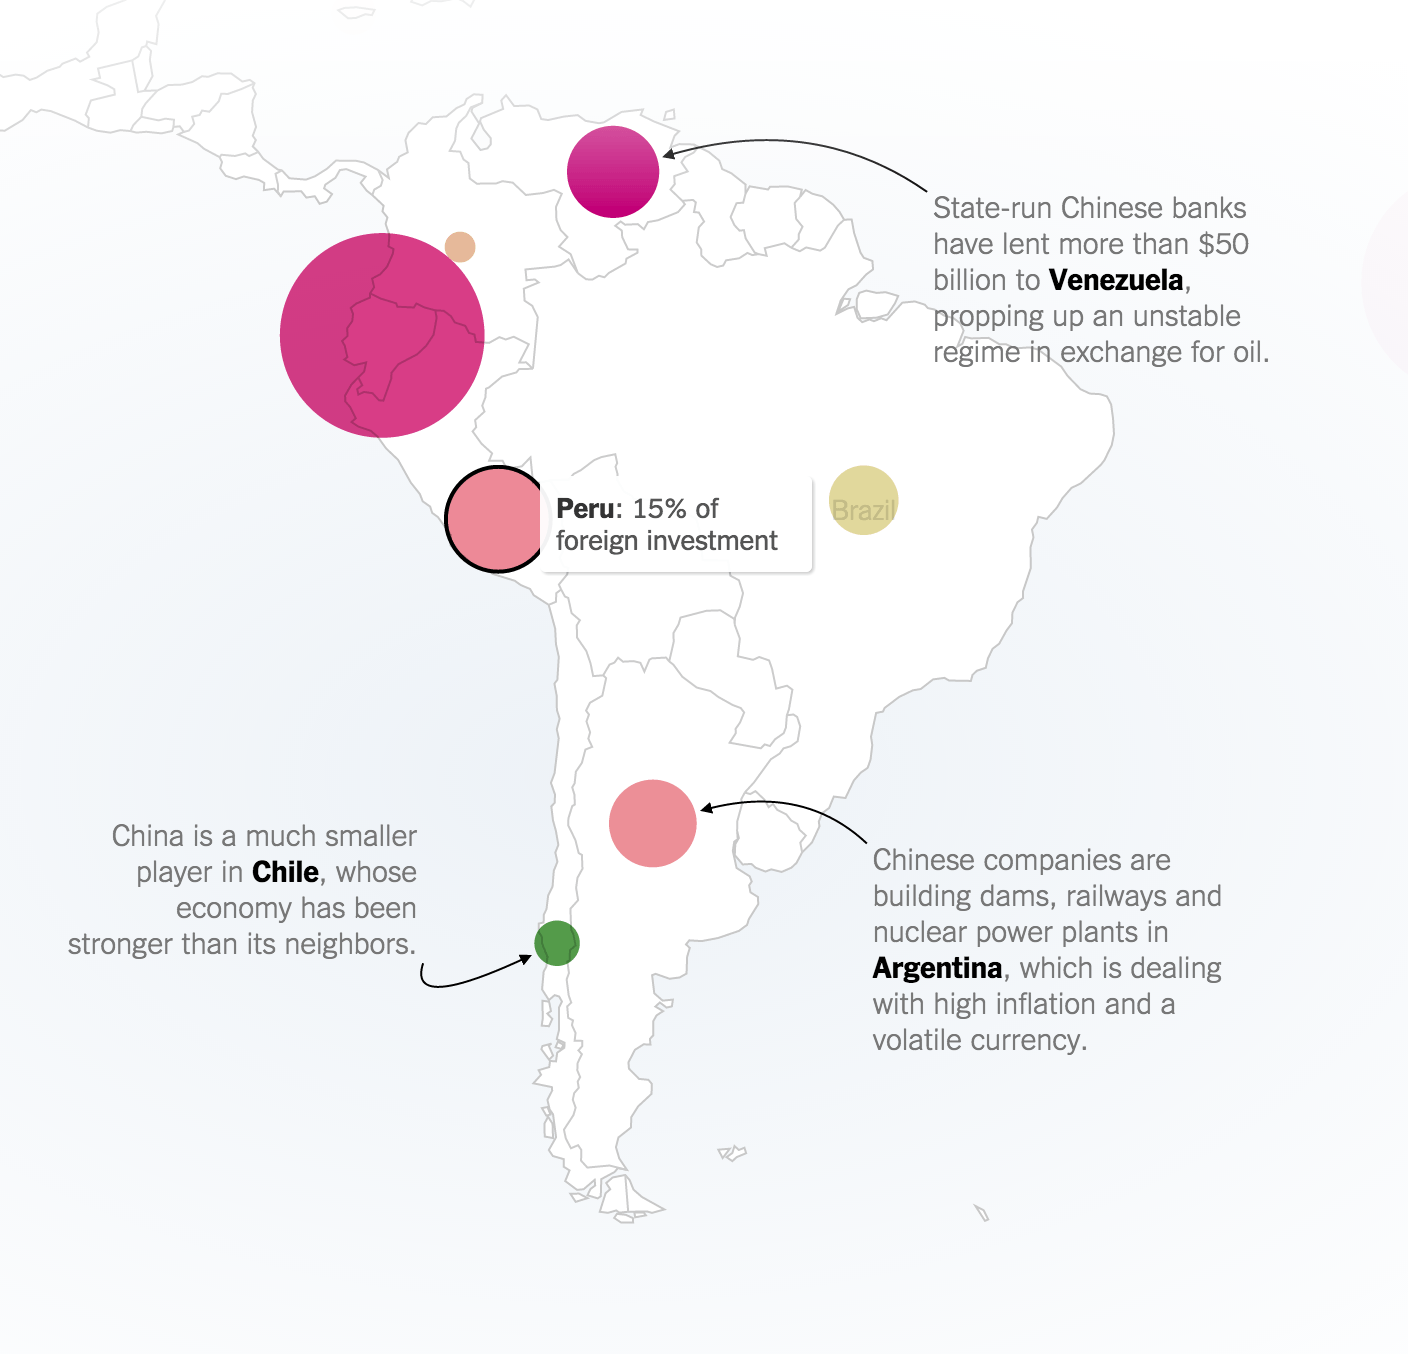 State-run Chinese banks
have lent more than $50
billion to Venezuela,
propping up an unstable
regime in exchange for oil.
Peru: 15% of
foreign investment
Brazil
China is a much smaller
player in Chile, whose
economy has been
stronger than its neighbors.
Chinese companies are
building dams, railways and
nuclear power plants in
Argentina, which is dealing
with high inflation and a
volatile currency.